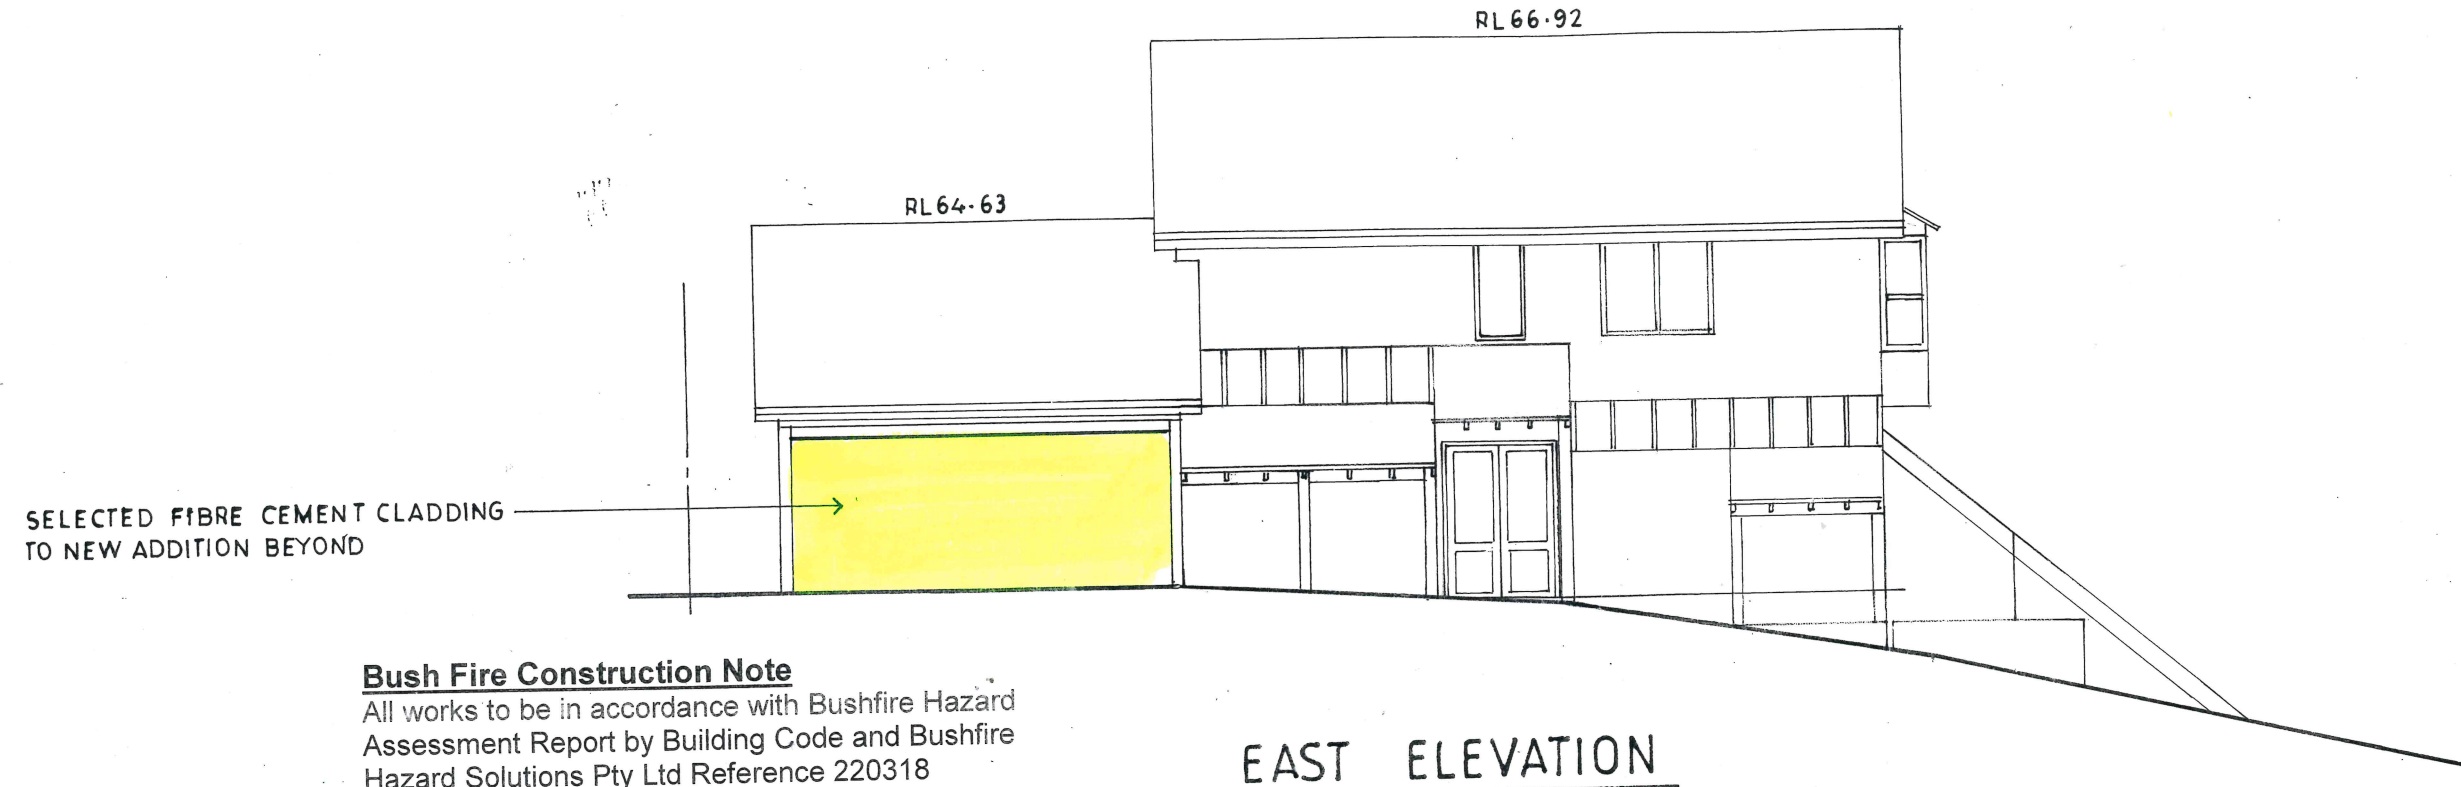 RL 66.92
RL 64.63
SELECTED FIBRE CEMENT CLADDING
TO NEW ADDITION BEYOND
Bush Fire Construction Note
All works to be in accordance with Bushfire Hazard
Assessment Report by Building Code and Bushfire
Hazard Solutions Pty Ltd Reference 220318
EAST ELEVATION